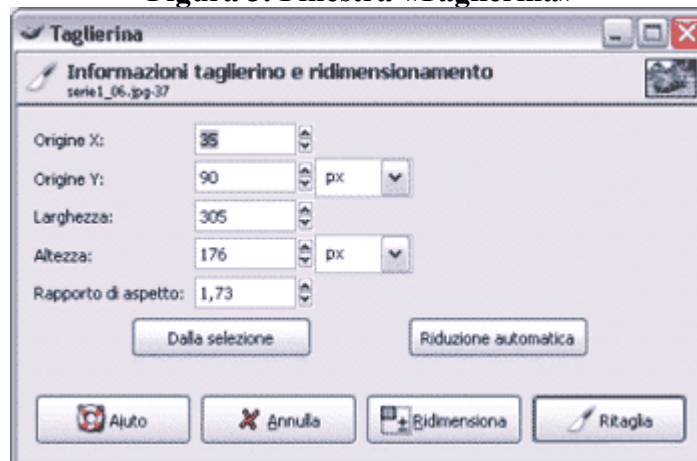 Figura 3. Finestra «Taglierina»
Taglierina
Informazioni taglierino e ridimensionamento
serie1_06.jpg-37
Origine X: 35
Origine Y: 90 px
Larghezza: 305
Altezza: 176 px
Rapporto di aspetto: 1,73
Dalla selezione Riduzione automatica
Aiuto Annulla Ridimensiona Ritaglia